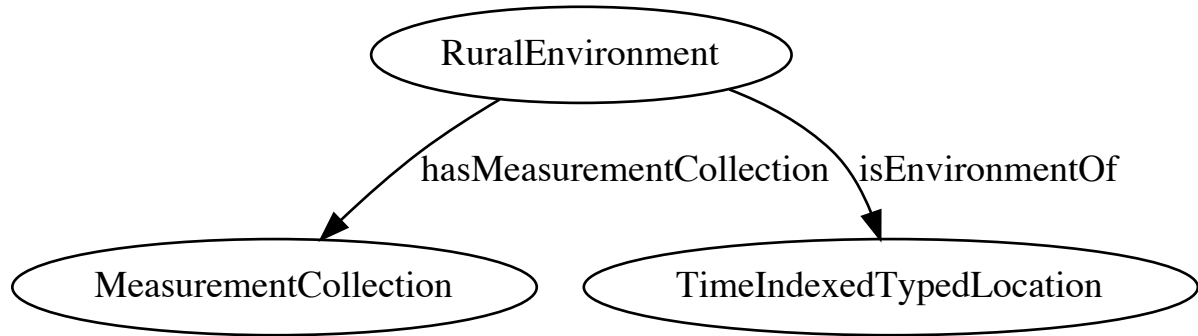 RuralEnvironment
hasMeasurementCollection
isEnvironmentOf
MeasurementCollection
TimeIndexedTypedLocation